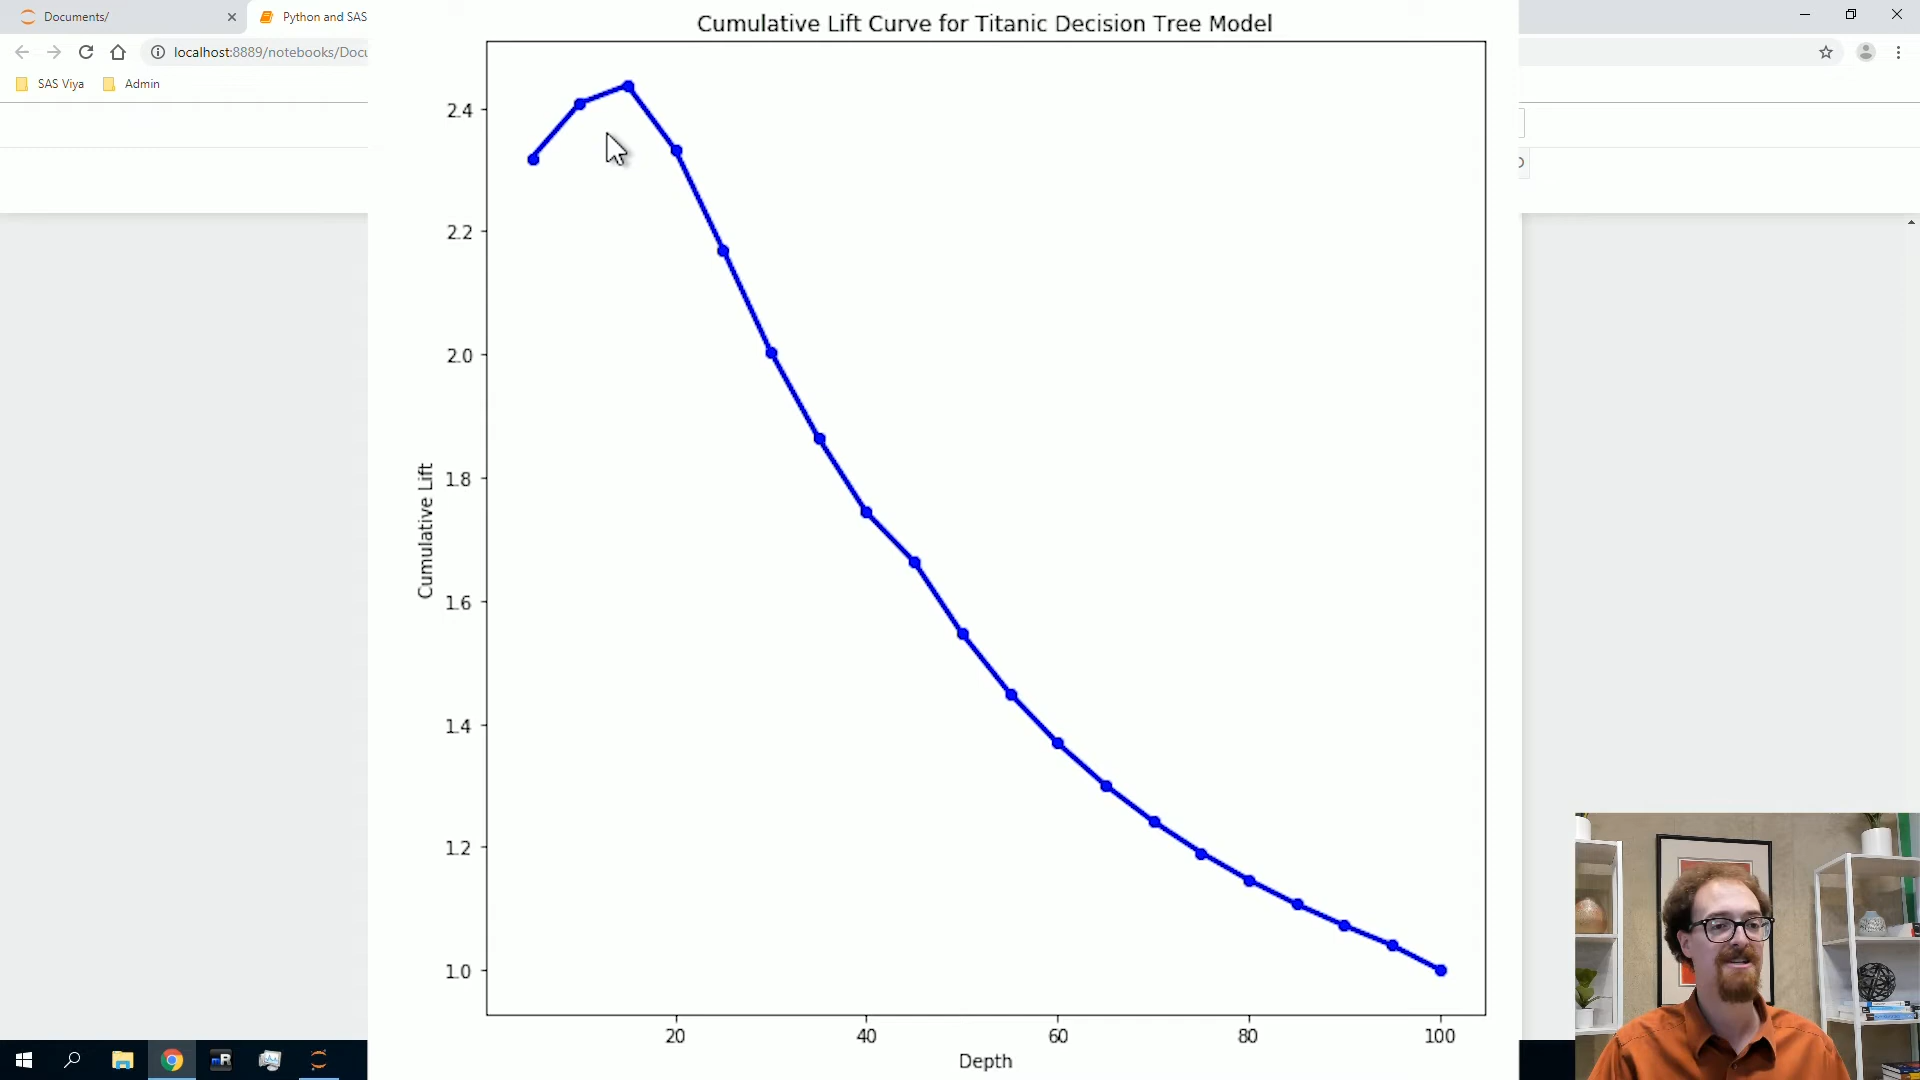 Documents/
Python and SAS
localhost:8889/notebooks/Docu
SAS Viya
Admin
Cumulative Lift Curve for Titanic Decision Tree Model
2.4
2.2
2.0
1.8
1.6
1.4
1.2
1.0
Cumulative Lift
20
40
60
80
100
Depth
R